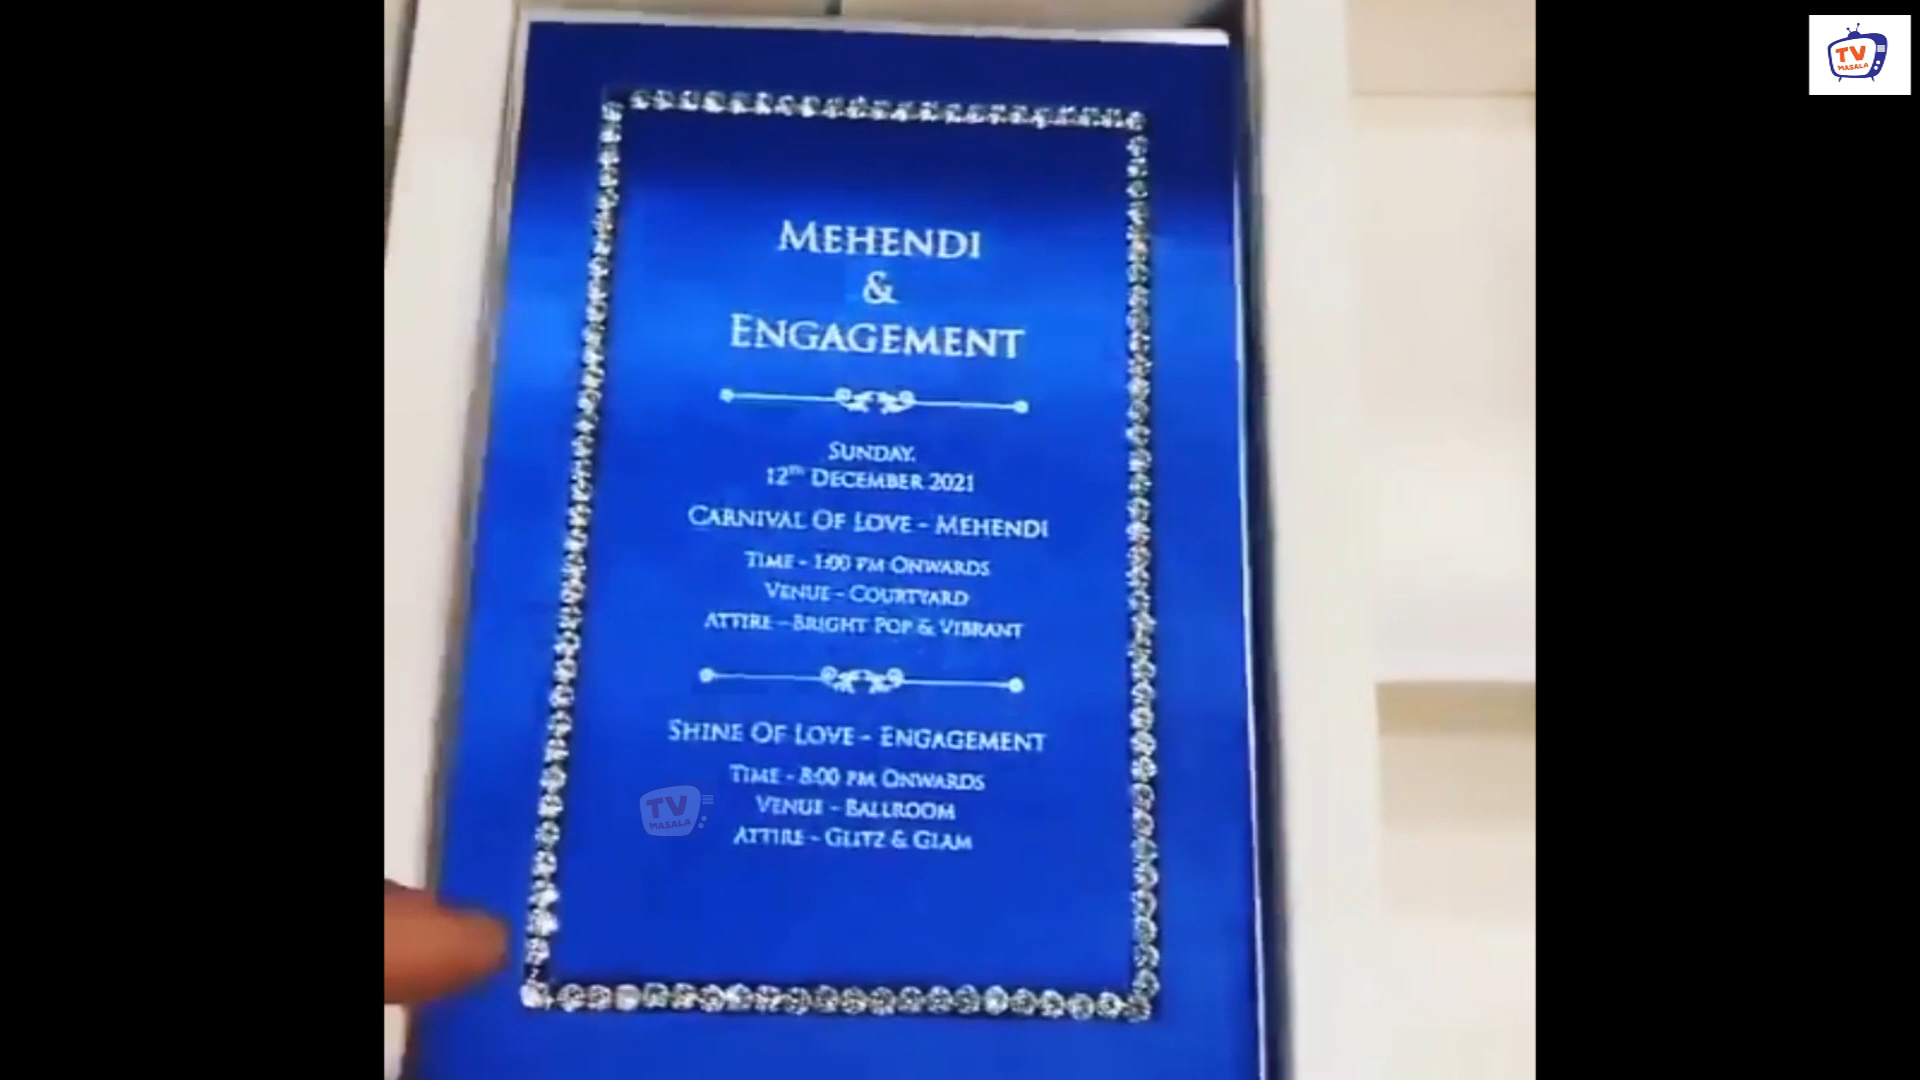 TV
MASALA
MEHENDI
&
ENGAGEMENT
SUNDAY,
12TH DECEMBER 2021
CARNIVAL OF LOVE - MEHENDI
TIME - 1:00 PM ONWARDS
VENUE - COURTYARD
ATTIRE - BRIGHT POP & VIBRANT
SHINE OF LOVE - ENGAGEMENT
TIME - 8:00 PM ONWARDS
VENUE - BALLROOM
ATTIRE - GLITZ & GLAM
TV
MASALA